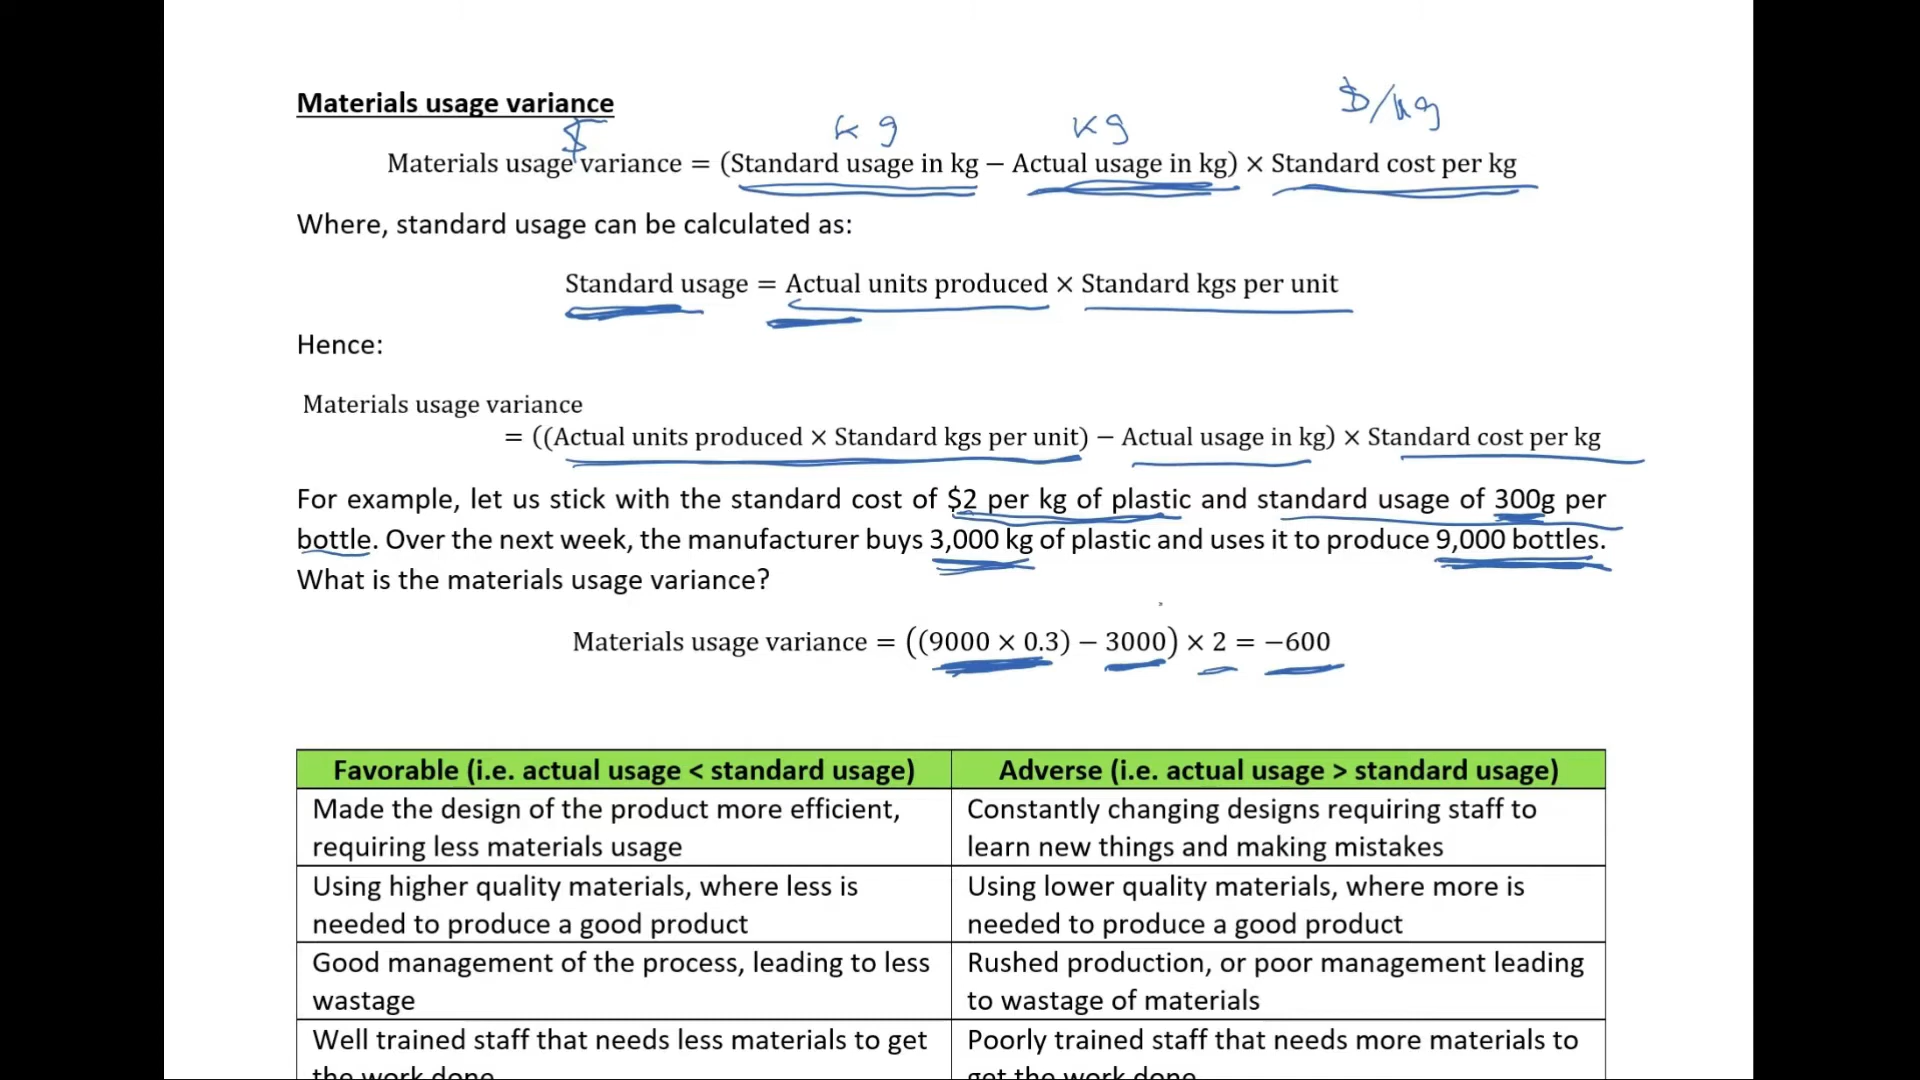 Materials usage variance
$
kg
kg
$/kg
Materials usage variance = (Standard usage in kg − Actual usage in kg) × Standard cost per kg
Where, standard usage can be calculated as:
Standard usage = Actual units produced × Standard kgs per unit
Hence:
Materials usage variance
= ((Actual units produced × Standard kgs per unit) − Actual usage in kg) × Standard cost per kg
For example, let us stick with the standard cost of $2 per kg of plastic and standard usage of 300g per
bottle. Over the next week, the manufacturer buys 3,000 kg of plastic and uses it to produce 9,000 bottles.
What is the materials usage variance?
Materials usage variance = ((9000 × 0.3) − 3000) × 2 = −600
Favorable (i.e. actual usage < standard usage)
Adverse (i.e. actual usage > standard usage)
Made the design of the product more efficient,
requiring less materials usage
Constantly changing designs requiring staff to
learn new things and making mistakes
Using higher quality materials, where less is
needed to produce a good product
Using lower quality materials, where more is
needed to produce a good product
Good management of the process, leading to less
wastage
Rushed production, or poor management leading
to wastage of materials
Well trained staff that needs less materials to get
the work done
Poorly trained staff that needs more materials to
get the work done